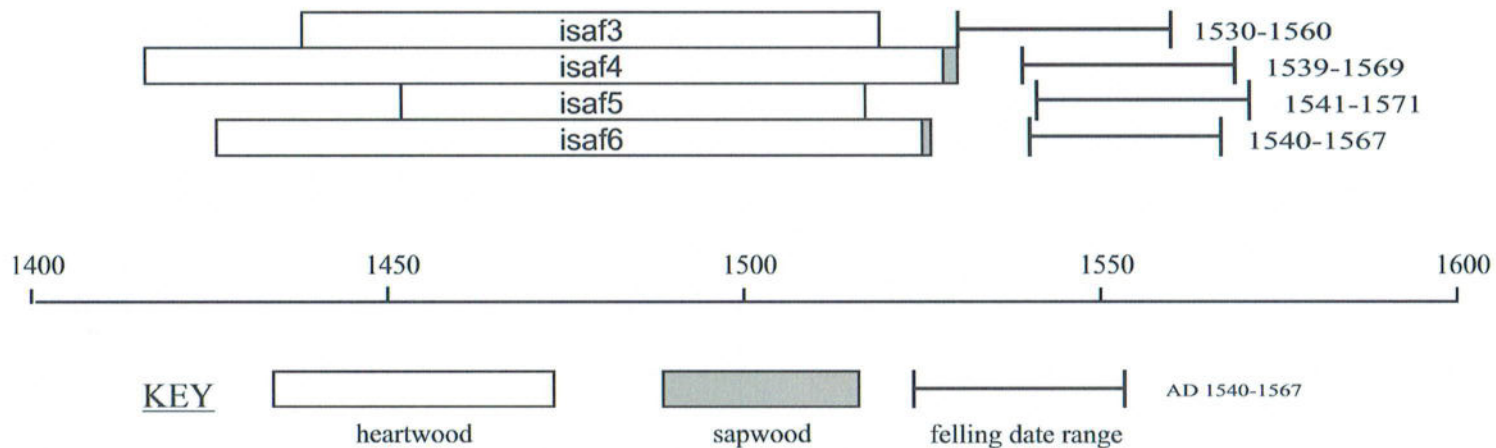 isaf3 1530-1560
isaf4 1539-1569
isaf5 1541-1571
isaf6 1540-1567
1400 1450 1500 1550 1600
KEY AD 1540-1567
heartwood sapwood felling date range